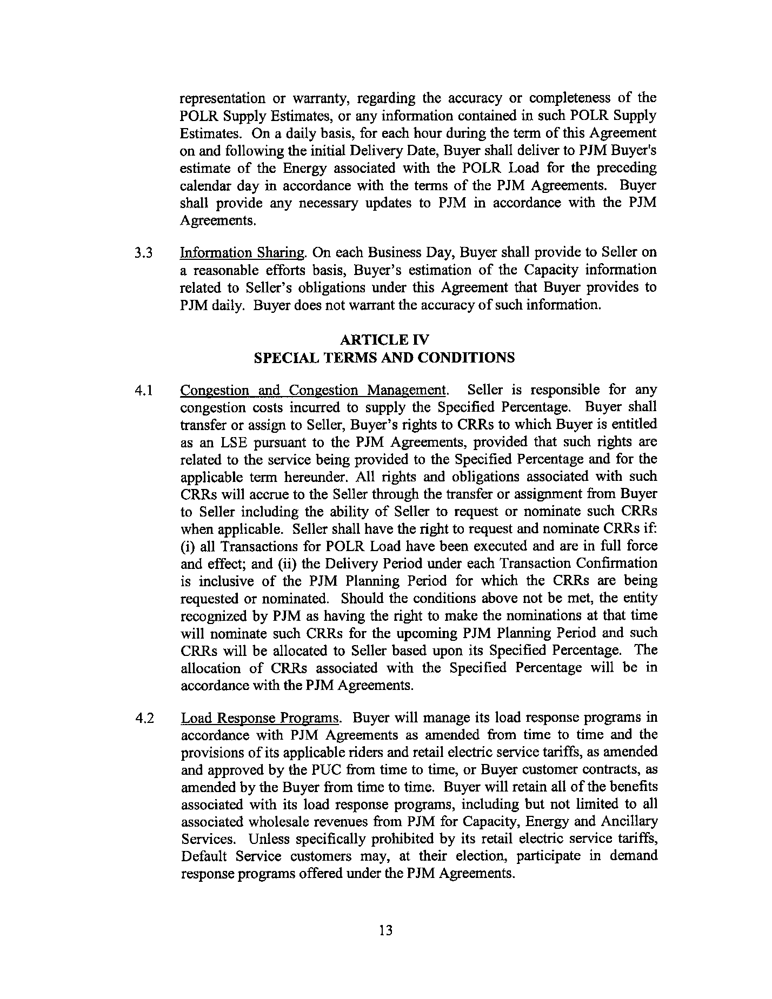 representation or warranty, regarding the accuracy or completeness of the
POLR Supply Estimates, or any information contained in such POLR Supply
Estimates. On a daily basis, for each hour during the term of this Agreement
on and following the initial Delivery Date, Buyer shall deliver to PJM Buyer's
estimate of the Energy associated with the POLR Load for the preceding
calendar day in accordance with the terms of the PJM Agreements. Buyer
shall provide any necessary updates to PJM in accordance with the PJM
Agreements.
3.3 Information Sharing. On each Business Day, Buyer shall provide to Seller on
a reasonable efforts basis, Buyer’s estimation of the Capacity information
related to Seller’s obligations under this Agreement that Buyer provides to
PJM daily. Buyer does not warrant the accuracy of such information.
ARTICLE IV
SPECIAL TERMS AND CONDITIONS
4.1 Congestion and Congestion Management. Seller is responsible for any
congestion costs incurred to supply the Specified Percentage. Buyer shall
transfer or assign to Seller, Buyer’s rights to CRRs to which Buyer is entitled
as an LSE pursuant to the PJM Agreements, provided that such rights are
related to the service being provided to the Specified Percentage and for the
applicable term hereunder. All rights and obligations associated with such
CRRs will accrue to the Seller through the transfer or assignment from Buyer
to Seller including the ability of Seller to request or nominate such CRRs
when applicable. Seller shall have the right to request and nominate CRRs if:
(i) all Transactions for POLR Load have been executed and are in full force
and effect; and (ii) the Delivery Period under each Transaction Confirmation
is inclusive of the PJM Planning Period for which the CRRs are being
requested or nominated. Should the conditions above not be met, the entity
recognized by PJM as having the right to make the nominations at that time
will nominate such CRRs for the upcoming PJM Planning Period and such
CRRs will be allocated to Seller based upon its Specified Percentage. The
allocation of CRRs associated with the Specified Percentage will be in
accordance with the PJM Agreements.
4.2 Load Response Programs. Buyer will manage its load response programs in
accordance with PJM Agreements as amended from time to time and the
provisions of its applicable riders and retail electric service tariffs, as amended
and approved by the PUC from time to time, or Buyer customer contracts, as
amended by the Buyer from time to time. Buyer will retain all of the benefits
associated with its load response programs, including but not limited to all
associated wholesale revenues from PJM for Capacity, Energy and Ancillary
Services. Unless specifically prohibited by its retail electric service tariffs,
Default Service customers may, at their election, participate in demand
response programs offered under the PJM Agreements.
13